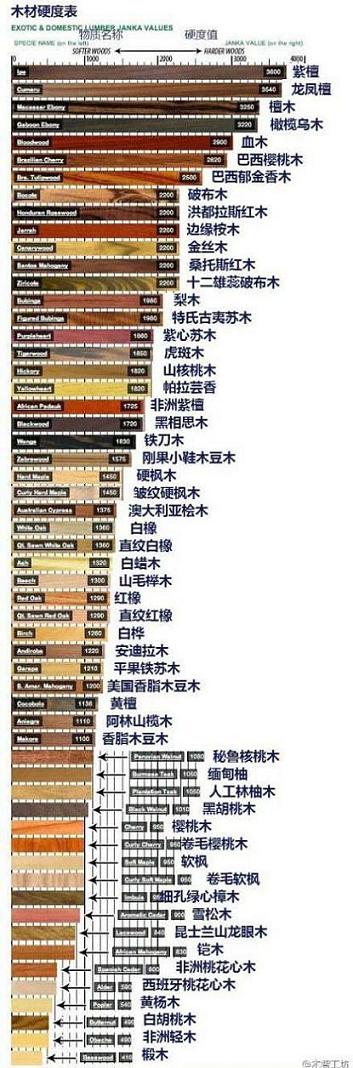 木材硬度表
EXOTIC & DOMESTIC LUMBER JANKA VALUES
物质名称 硬度值
SPECIE NAME (on the left) JANKA VALUE (on the right)
SOFTER WOODS HARDER WOODS
0 1000 2000 3000 4000
Ipe 3600 紫檀
Cumaru 3540 龙凤檀
Macassar Ebony 3250 檀木
Gaboon Ebony 3220 橄榄乌木
Bloodwood 2900 血木
Brazilian Cherry 2820 巴西樱桃木
Bra. Tulipwood 2500 巴西郁金香木
Bocote 2200 破布木
Honduran Rosewood 2200 洪都拉斯红木
Jarrah 2200 边缘桉木
Canarywood 2200 金丝木
Santos Mahogany 2200 桑托斯红木
Ziricote 2200 十二雄蕊破布木
Bubinga 1980 梨木
Figured Bubinga 1980 特氏古夷苏木
Purpleheart 1860 紫心苏木
Tigerwood 1850 虎斑木
Hickory 1820 山核桃木
Yellowheart 1820 帕拉芸香
African Padauk 1725 非洲紫檀
Blackwood 1720 黑相思木
Wenge 1630 铁刀木
Zebrawood 1575 刚果小鞋木豆木
Hard Maple 1450 硬枫木
Curly Hard Maple 1450 皱纹硬枫木
Australian Cypress 1375 澳大利亚桧木
White Oak 1360 白橡
Qt. Sawn White Oak 1360 直纹白橡
Ash 1320 白蜡木
Beech 1300 山毛榉木
Red Oak 1290 红橡
Qt. Sawn Red Oak 1290 直纹红橡
Birch 1260 白桦
Andiroba 1220 安迪拉木
Garapa 1210 平果铁苏木
S. Amer. Mahogany 1200 美国香脂木豆木
Cocobolo 1136 黄檀
Aniegre 1110 阿林山榄木
Makore 1100 香脂木豆木
Peruvian Walnut 1080 秘鲁核桃木
Burmese Teak 1050 缅甸柚
Plantation Teak 1050 人工林柚木
Black Walnut 1010 黑胡桃木
Cherry 950 樱桃木
Curly Cherry 950 卷毛樱桃木
Soft Maple 950 软枫
Curly Soft Maple 950 卷毛软枫
Imbuia 细孔绿心樟木
Aromatic Cedar 900 雪松木
Lacewood 840 昆士兰山龙眼木
African Mahogany 830 铠木
Spanish Cedar 600 非洲桃花心木
Alder 590 西班牙桃花心木
Poplar 540 黄杨木
Butternut 490 白胡桃木
Obeche 430 非洲轻木
Basswood 410 椴木
@木智工坊